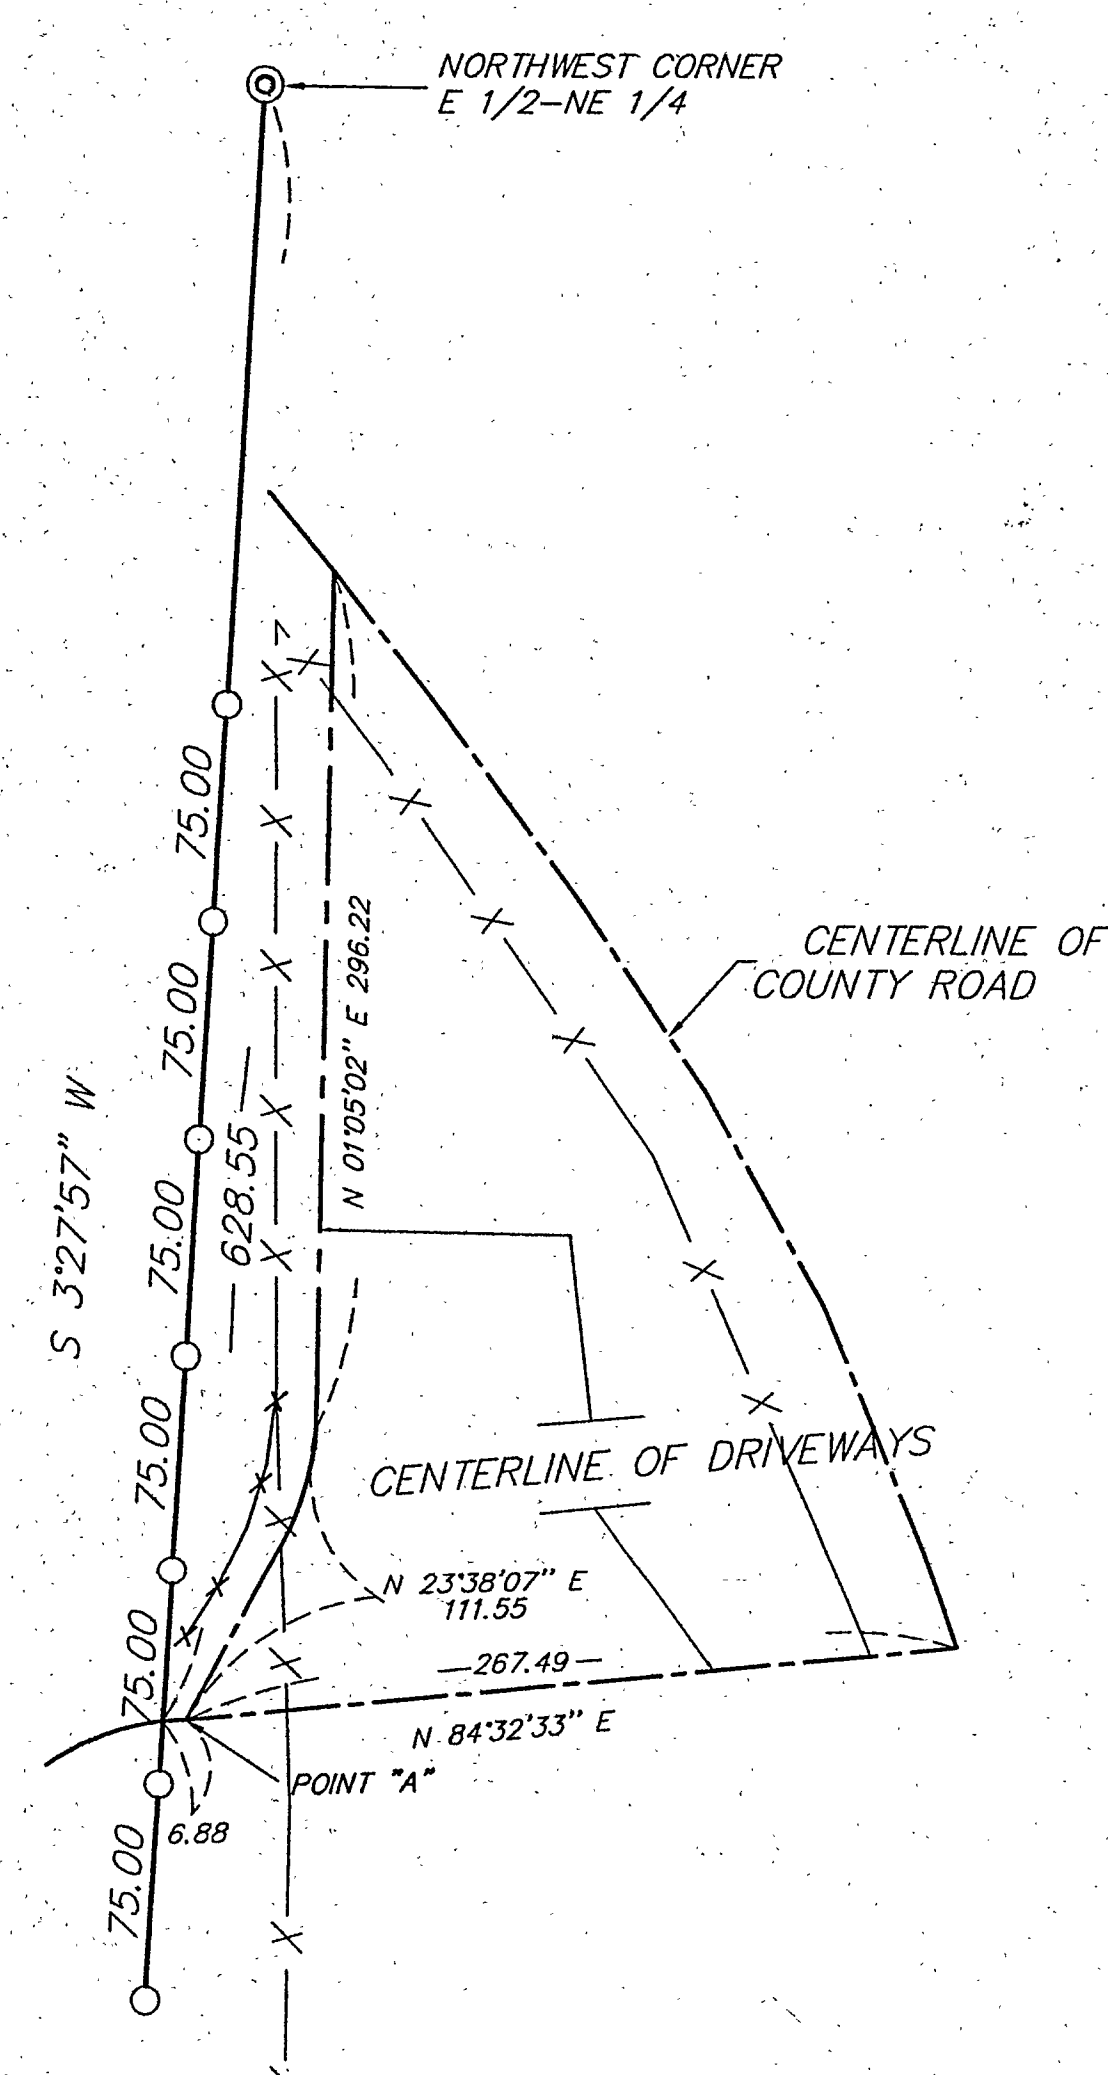 NORTHWEST CORNER
E 1/2-NE 1/4
75.00
CENTERLINE OF
COUNTY ROAD
N 01°05'02" E 296.22
75.00
S 3°27'57" W
628.55
75.00
75.00
CENTERLINE OF DRIVEWAYS
N 23°38'07" E
111.55
75.00
267.49
N 84°32'33" E
POINT "A"
6.88
75.00